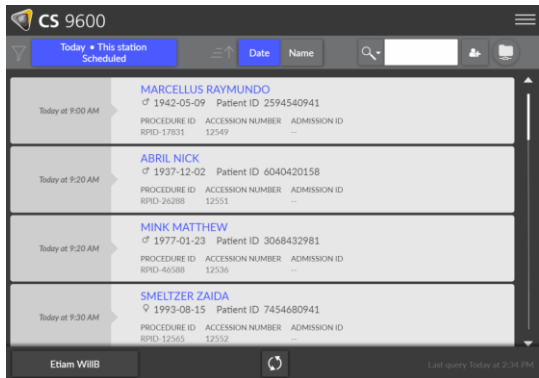 CS 9600
Today • This station
Scheduled
Date
Name
Today at 9:00 AM
MARCELLUS RAYMUNDO
♂ 1942-05-09 Patient ID 2594540941
PROCEDURE ID ACCESSION NUMBER ADMISSION ID
RPID-17831 12549 --
Today at 9:20 AM
ABRIL NICK
♂ 1937-12-02 Patient ID 6040420158
PROCEDURE ID ACCESSION NUMBER ADMISSION ID
RPID-26288 12551 --
Today at 9:20 AM
MINK MATTHEW
♂ 1977-01-23 Patient ID 3068432981
PROCEDURE ID ACCESSION NUMBER ADMISSION ID
RPID-46588 12536 --
Today at 9:30 AM
SMELTZER ZAIDA
♀ 1993-08-15 Patient ID 7454680941
PROCEDURE ID ACCESSION NUMBER ADMISSION ID
RPID-12565 12552 --
Etiam WillB
Last query Today at 2:34 PM